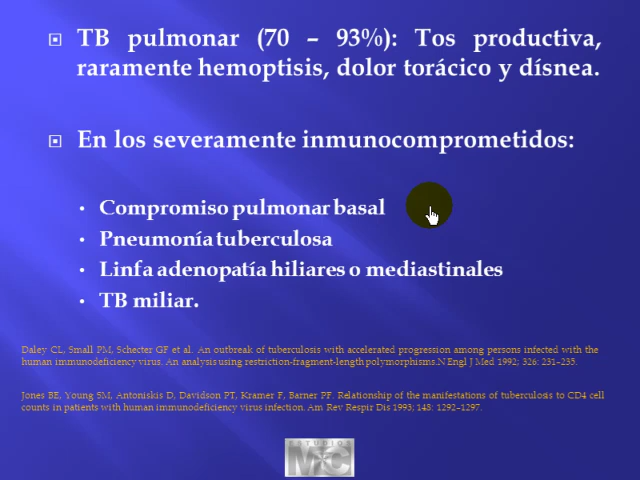 TB pulmonar (70 – 93%): Tos productiva,
raramente hemoptisis, dolor torácico y dísnea.
En los severamente inmunocomprometidos:
• Compromiso pulmonar basal
• Pneumonía tuberculosa
• Linfa adenopatía hiliares o mediastinales
• TB miliar.
Daley CL, Small PM, Schecter GF et al. An outbreak of tuberculosis with accelerated progression among persons infected with the
human immunodeficiency virus. An analysis using restriction-fragment-length polymorphisms.N Engl J Med 1992; 326: 231–235.
Jones BE, Young SM, Antoniskis D, Davidson PT, Kramer F, Barner PF. Relationship of the manifestations of tuberculosis to CD4 cell
counts in patients with human immunodeficiency virus infection. Am Rev Respir Dis 1993; 148: 1292–1297.
ESTUDIOS
M C